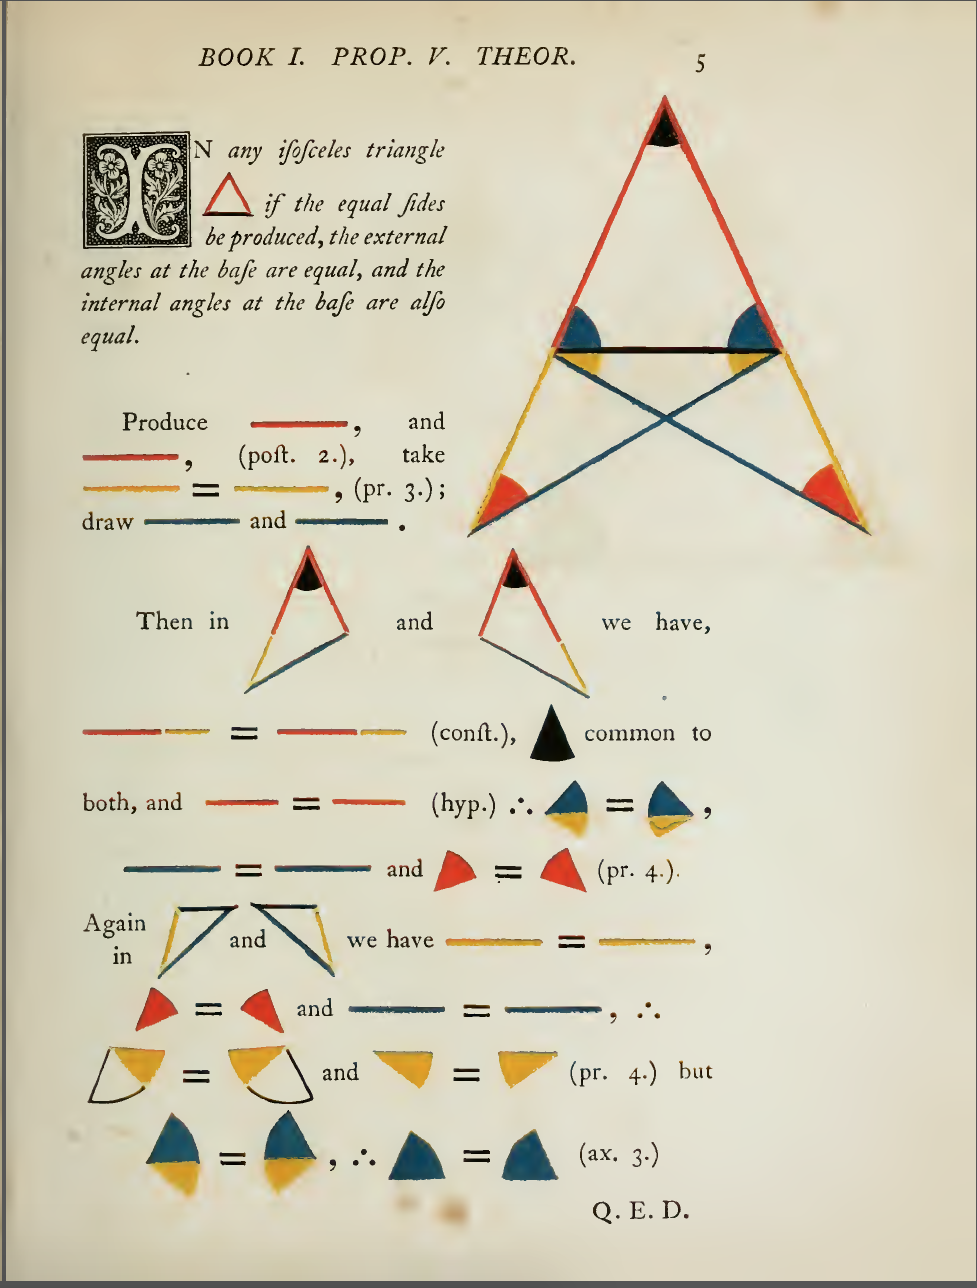 BOOK I. PROP. V. THEOR.
5
IN any iſoſceles triangle
if the equal ſides
be produced, the external
angles at the baſe are equal, and the
internal angles at the baſe are alſo
equal.
Produce , and
, (poſt. 2.), take
= , (pr. 3.);
draw and .
Then in and we have,
= (conſt.), common to
both, and = (hyp.) ∴ = ,
= and = (pr. 4.).
Again
in and we have = ,
= and = , ∴
= and = (pr. 4.) but
= , ∴ = (ax. 3.)
Q. E. D.